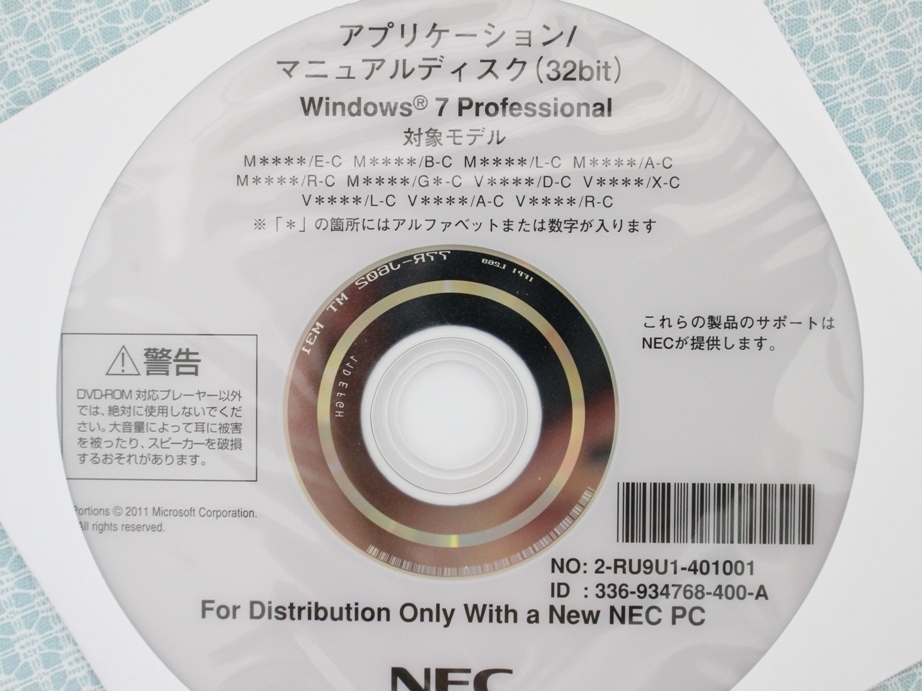 アプリケーション/
マニュアルディスク(32bit)
Windows® 7 Professional
対象モデル
M****/E-C M****/B-C M****/L-C M****/A-C
M****/R-C M****/G*-C V****/D-C V****/X-C
V****/L-C V****/A-C V****/R-C
※「*」の箇所にはアルファベットまたは数字が入ります
これらの製品のサポートは
NECが提供します。
⚠警告
DVD-ROM 対応プレーヤー以外
では、絶対に使用しないでくだ
さい。大音量によって耳に被害
を被ったり、スピーカーを破損
するおそれがあります。
Portions © 2011 Microsoft Corporation.
All rights reserved.
NO: 2-RU9U1-401001
ID : 336-934768-400-A
For Distribution Only With a New NEC PC
NEC